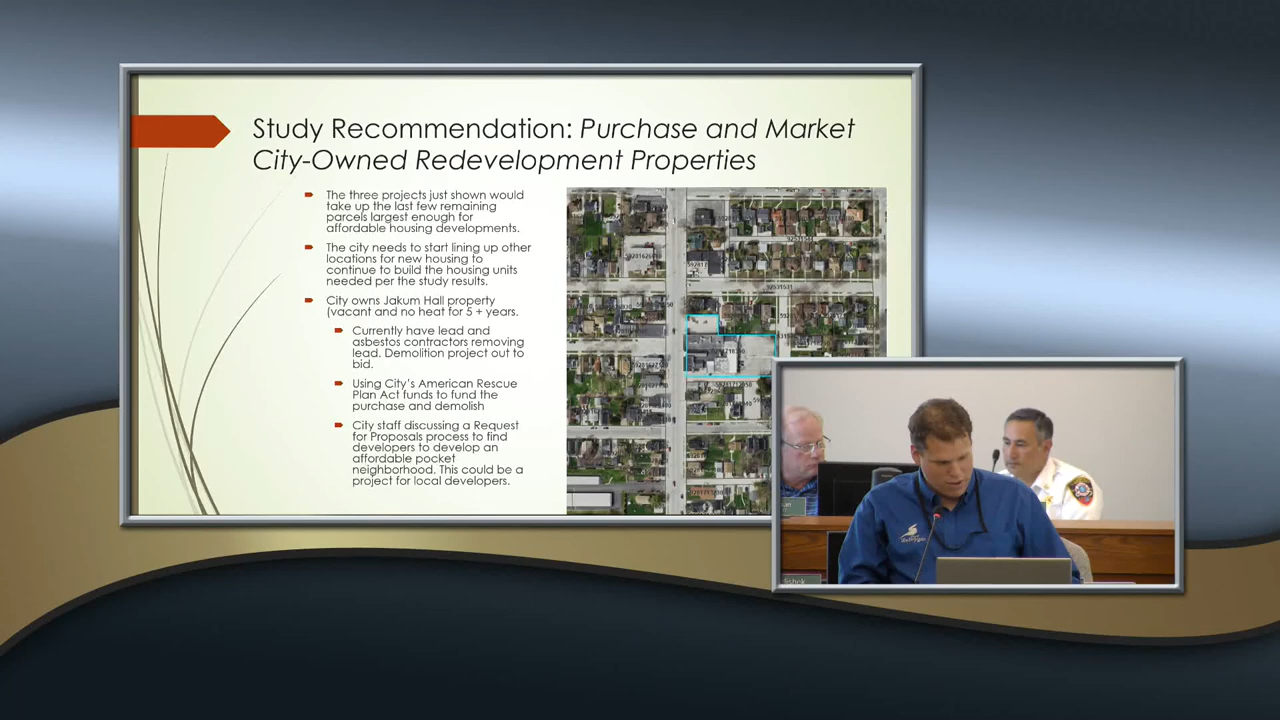 Study Recommendation: Purchase and Market
City-Owned Redevelopment Properties
The three projects just shown would
take up the last few remaining
parcels largest enough for
affordable housing developments.
The city needs to start lining up other
locations for new housing to
continue to build the housing units
needed per the study results.
City owns Jakum Hall property
(vacant and no heat for 5 + years.
Currently have lead and
asbestos contractors removing
lead. Demolition project out to
bid.
Using City's American Rescue
Plan Act funds to fund the
purchase and demolish
City staff discussing a Request
for Proposals process to find
developers to develop an
affordable pocket
neighborhood. This could be a
project for local developers.